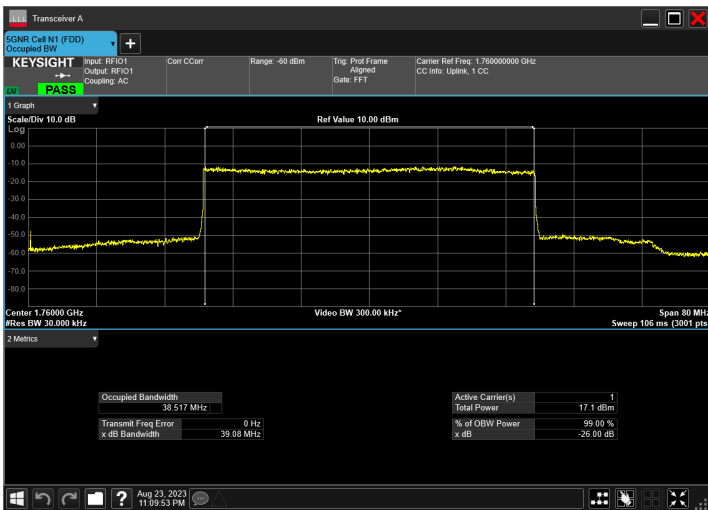 Transceiver A
5GNR Cell N1 (FDD)
Occupied BW
KEYSIGHT
PASS
Input: RFIO1
Output: RFIO1
Coupling: AC
Corr CCorr
Range: -60 dBm
Trig: Prot Frame
Aligned
Gate: FFT
Carrier Ref Freq: 1.760000000 GHz
CC Info: Uplink, 1 CC
1 Graph
Scale/Div 10.0 dB
Ref Value 10.00 dBm
Log
0.00
-10.0
-20.0
-30.0
-40.0
-50.0
-60.0
-70.0
-80.0
Center 1.76000 GHz
Video BW 300.00 kHz*
Span 80 MHz
#Res BW 30.000 kHz
Sweep 106 ms (3001 pts
2 Metrics
Occupied Bandwidth
38.517 MHz
Transmit Freq Error 0 Hz
x dB Bandwidth 39.08 MHz
Active Carrier(s) 1
Total Power 17.1 dBm
% of OBW Power 99.00 %
x dB -26.00 dB
Aug 23, 2023
11:09:53 PM